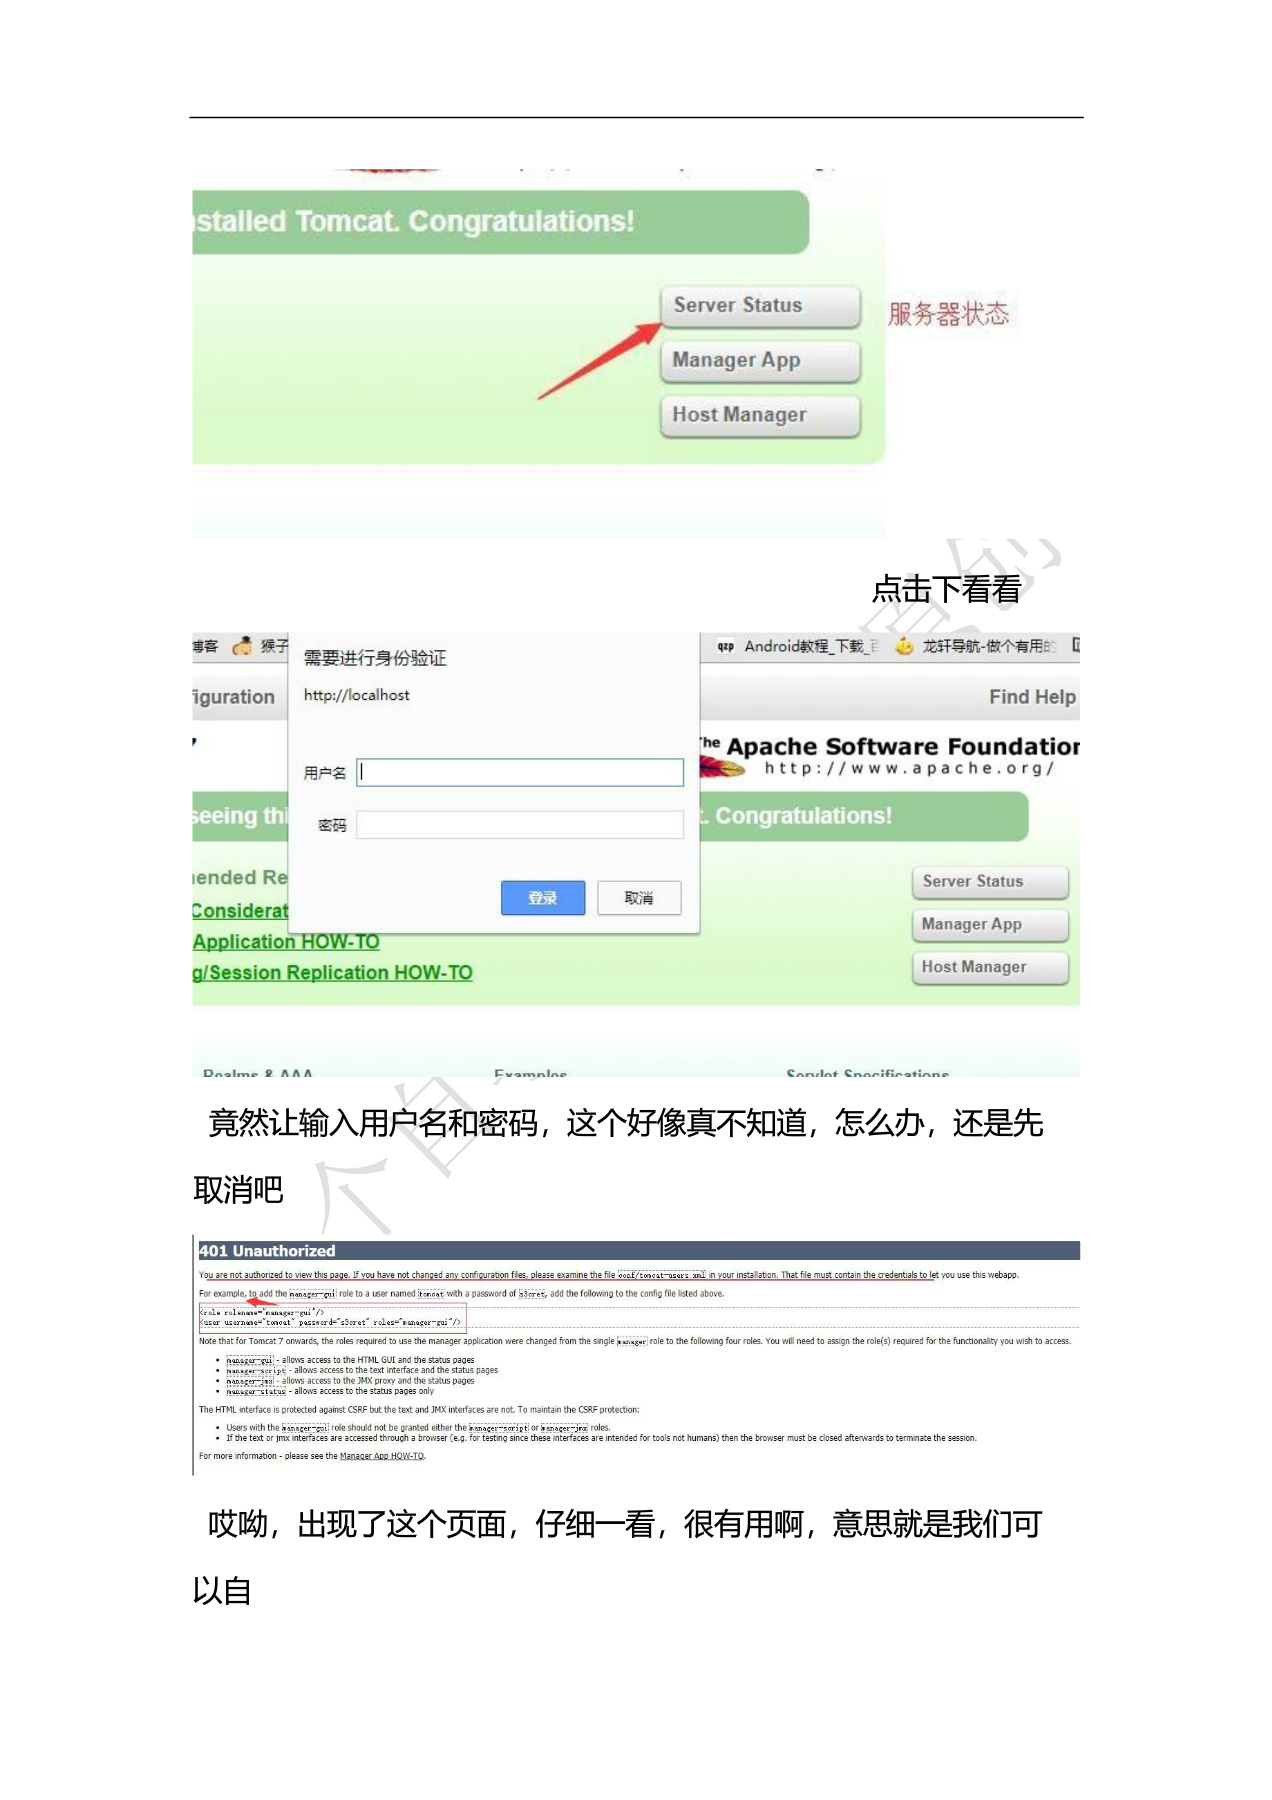 nstalled Tomcat. Congratulations!
Server Status
服务器状态
Manager App
Host Manager
点击下看看
博客 猴子 Android教程_下载_ 龙轩导航-做个有用的
需要进行身份验证
http://localhost
figuration
Find Help
The Apache Software Foundation
http://www.apache.org/
用户名
seeing thi
. Congratulations!
密码
mended Re
Server Status
登录 取消
Considerat
Manager App
Application HOW-TO
Host Manager
g/Session Replication HOW-TO
Realms & AAA Examples Servlet Specifications
竟然让输入用户名和密码，这个好像真不知道，怎么办，还是先
取消吧
401 Unauthorized
You are not authorized to view this page. If you have not changed any configuration files, please examine the file conf/tomcat-users.xml in your installation. That file must contain the credentials to let you use this webapp.
For example, to add the manager-gui role to a user named tomcat with a password of s3cret, add the following to the config file listed above.
<role rolename="manager-gui"/>
<user username="tomcat" password="s3cret" roles="manager-gui"/>
Note that for Tomcat 7 onwards, the roles required to use the manager application were changed from the single manager role to the following four roles. You will need to assign the role(s) required for the functionality you wish to access.
• manager-gui - allows access to the HTML GUI and the status pages
• manager-script - allows access to the text interface and the status pages
• manager-jmx - allows access to the JMX proxy and the status pages
• manager-status - allows access to the status pages only
The HTML interface is protected against CSRF but the text and JMX interfaces are not. To maintain the CSRF protection:
• Users with the manager-gui role should not be granted either the manager-script or manager-jmx roles.
• If the text or jmx interfaces are accessed through a browser (e.g. for testing since these interfaces are intended for tools not humans) then the browser must be closed afterwards to terminate the session.
For more information - please see the Manager App HOW-TO.
哎呦，出现了这个页面，仔细一看，很有用啊，意思就是我们可
以自